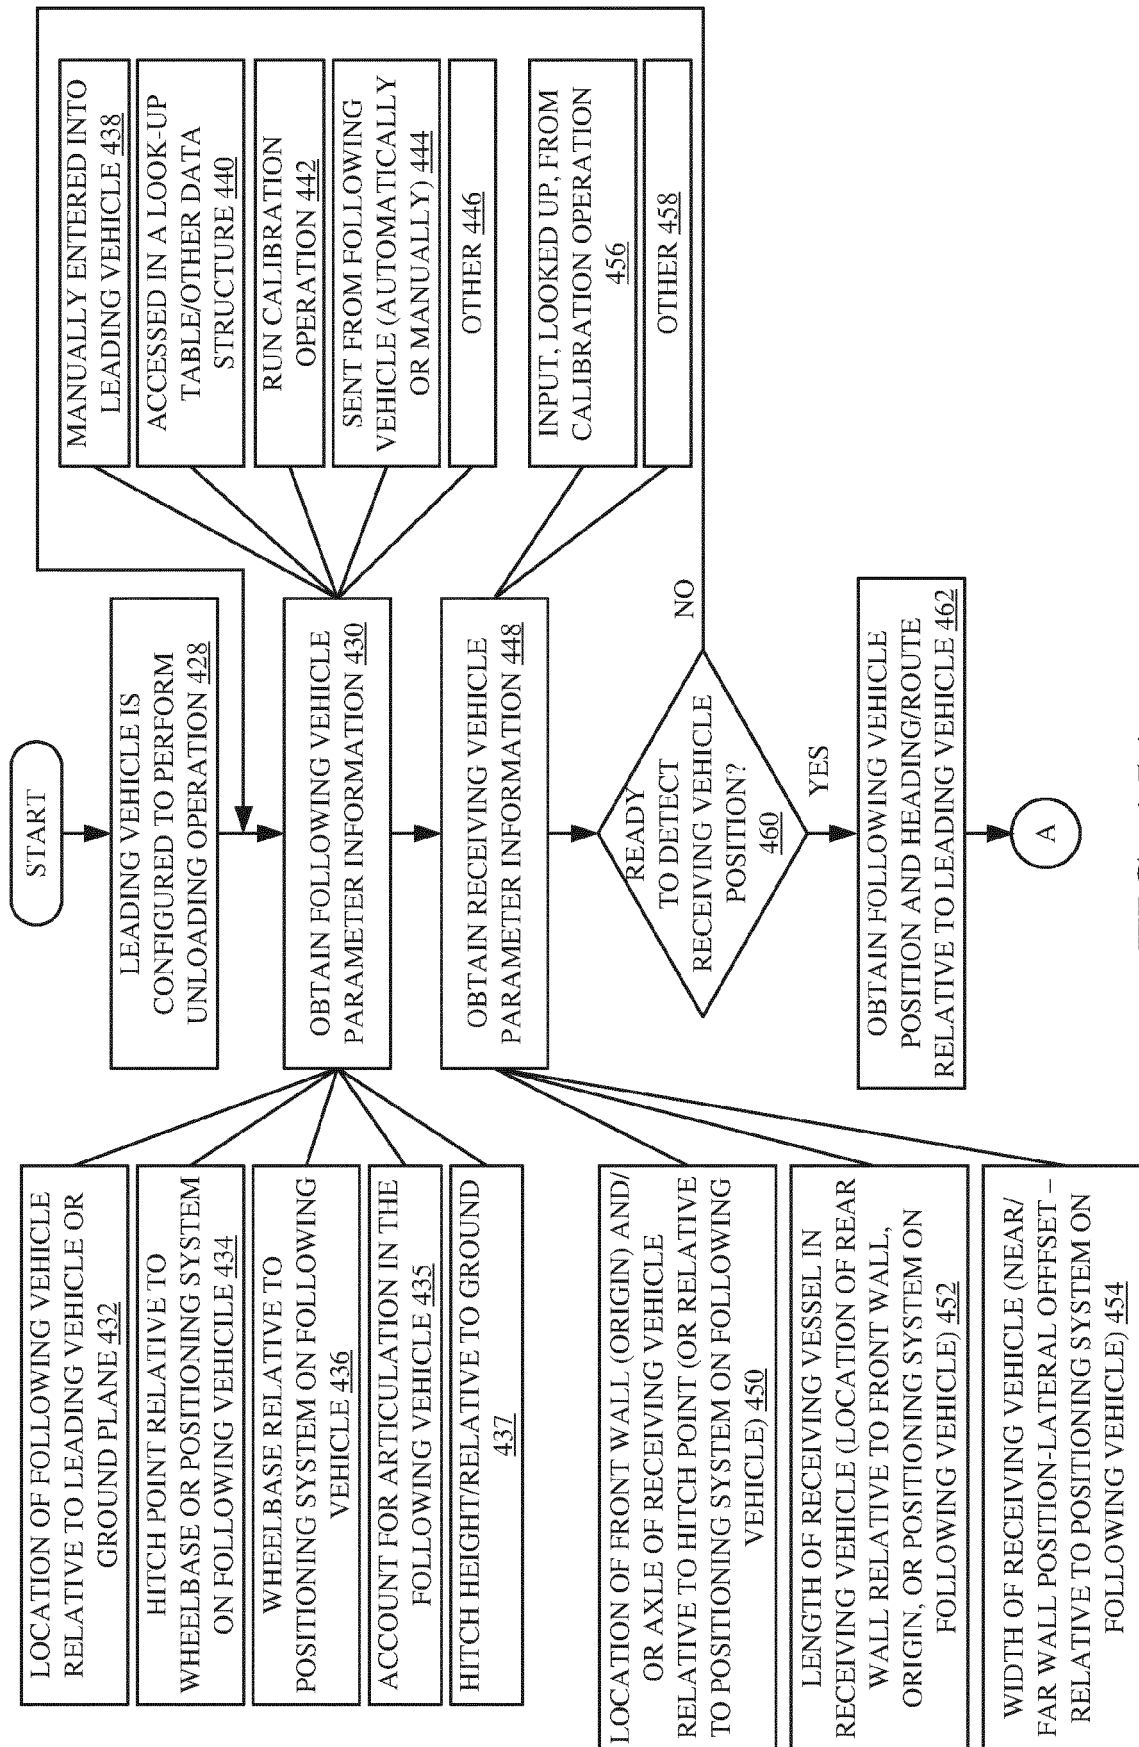 START
LEADING VEHICLE IS
CONFIGURED TO PERFORM
UNLOADING OPERATION 428
OBTAIN FOLLOWING VEHICLE
PARAMETER INFORMATION 430
LOCATION OF FOLLOWING VEHICLE
RELATIVE TO LEADING VEHICLE OR
GROUND PLANE 432
HITCH POINT RELATIVE TO
WHEELBASE OR POSITIONING SYSTEM
ON FOLLOWING VEHICLE 434
WHEELBASE RELATIVE TO
POSITIONING SYSTEM ON FOLLOWING
VEHICLE 436
ACCOUNT FOR ARTICULATION IN THE
FOLLOWING VEHICLE 435
HITCH HEIGHT/RELATIVE TO GROUND
437
MANUALLY ENTERED INTO
LEADING VEHICLE 438
ACCESSED IN A LOOK-UP
TABLE/OTHER DATA
STRUCTURE 440
RUN CALIBRATION
OPERATION 442
SENT FROM FOLLOWING
VEHICLE (AUTOMATICALLY
OR MANUALLY) 444
OTHER 446
OBTAIN RECEIVING VEHICLE
PARAMETER INFORMATION 448
LOCATION OF FRONT WALL (ORIGIN) AND/
OR AXLE OF RECEIVING VEHICLE
RELATIVE TO HITCH POINT (OR RELATIVE
TO POSITIONING SYSTEM ON FOLLOWING
VEHICLE) 450
LENGTH OF RECEIVING VESSEL IN
RECEIVING VEHICLE (LOCATION OF REAR
WALL RELATIVE TO FRONT WALL,
ORIGIN, OR POSITIONING SYSTEM ON
FOLLOWING VEHICLE) 452
WIDTH OF RECEIVING VEHICLE (NEAR/
FAR WALL POSITION-LATERAL OFFSET –
RELATIVE TO POSITIONING SYSTEM ON
FOLLOWING VEHICLE) 454
INPUT, LOOKED UP, FROM
CALIBRATION OPERATION
456
OTHER 458
READY
TO DETECT
RECEIVING VEHICLE
POSITION?
460
NO
YES
OBTAIN FOLLOWING VEHICLE
POSITION AND HEADING/ROUTE
RELATIVE TO LEADING VEHICLE 462
A